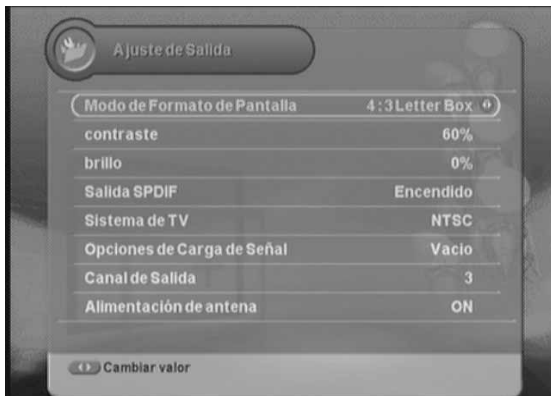 Ajuste de Salida
Modo de Formato de Pantalla 4:3 Letter Box
contraste 60%
brillo 0%
Salida SPDIF Encendido
Sistema de TV NTSC
Opciones de Carga de Señal Vacio
Canal de Salida 3
Alimentación de antena ON
Cambiar valor